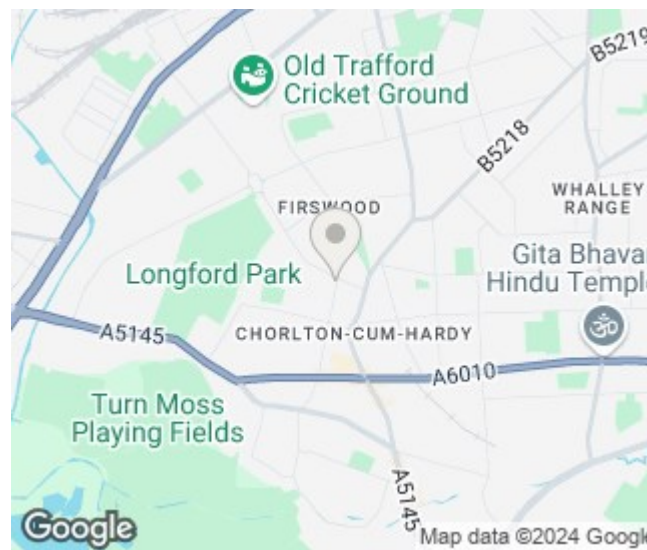 B5219
Old Trafford
Cricket Ground
B5218
WHALLEY
RANGE
FIRSWOOD
Gita Bhavan
Hindu Temple
Longford Park
A5145
CHORLTON-CUM-HARDY
A6010
Turn Moss
Playing Fields
A5145
Google
Map data ©2024 Google